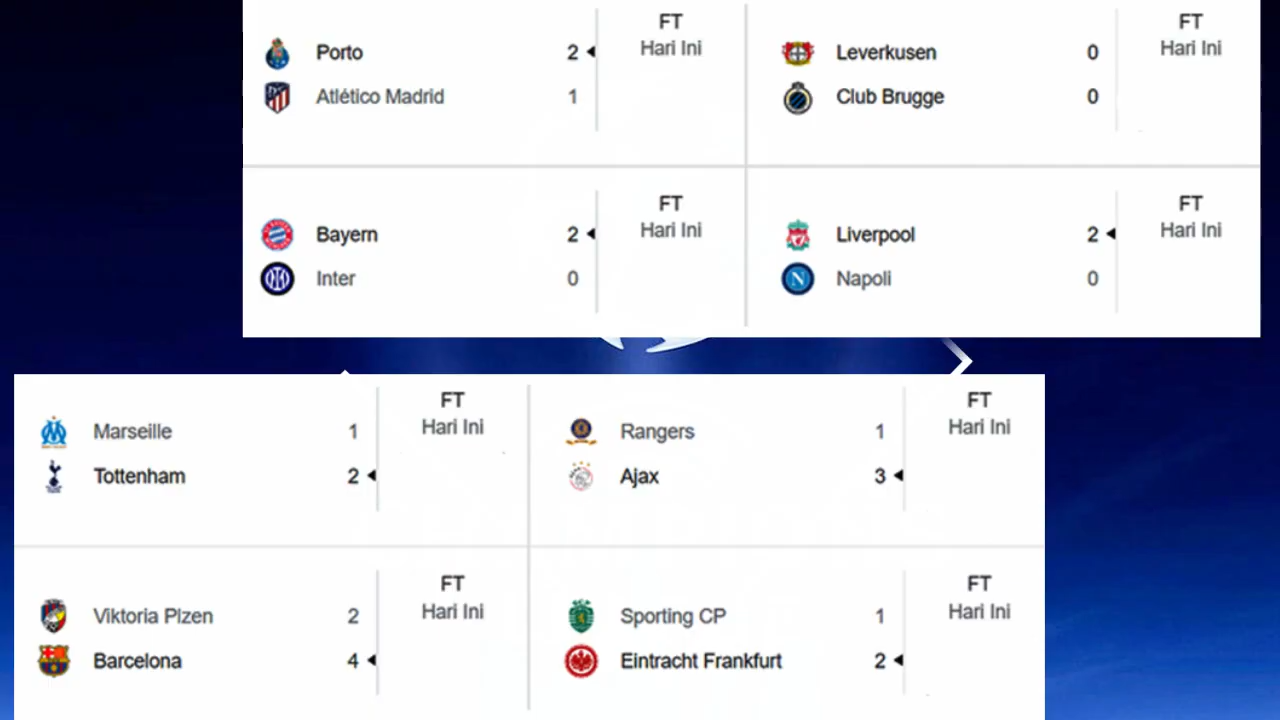 Porto 2 FT
Atlético Madrid 1 Hari Ini
Leverkusen 0 FT
Club Brugge 0 Hari Ini
Bayern 2 FT
Inter 0 Hari Ini
Liverpool 2 FT
Napoli 0 Hari Ini
Marseille 1 FT
Tottenham 2 Hari Ini
Rangers 1 FT
Ajax 3 Hari Ini
Viktoria Plzen 2 FT
Barcelona 4 Hari Ini
Sporting CP 1 FT
Eintracht Frankfurt 2 Hari Ini